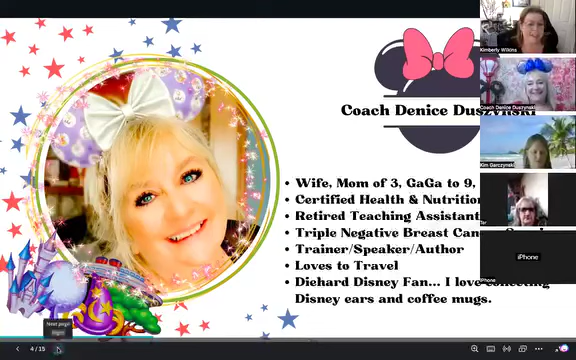 Kimberly Wilkins
Coach Denice Duszynski
Coach Denice Duszynski
Kim Garczynski
• Wife, Mom of 3, GaGa to 9,
• Certified Health & Nutrition
• Retired Teaching Assistant
• Triple Negative Breast
• Trainer/Speaker/Author
iPhone
• Loves to Travel
• Diehard Disney Fan... I love collecting
Disney ears and coffee mugs.
Next page
4 / 15